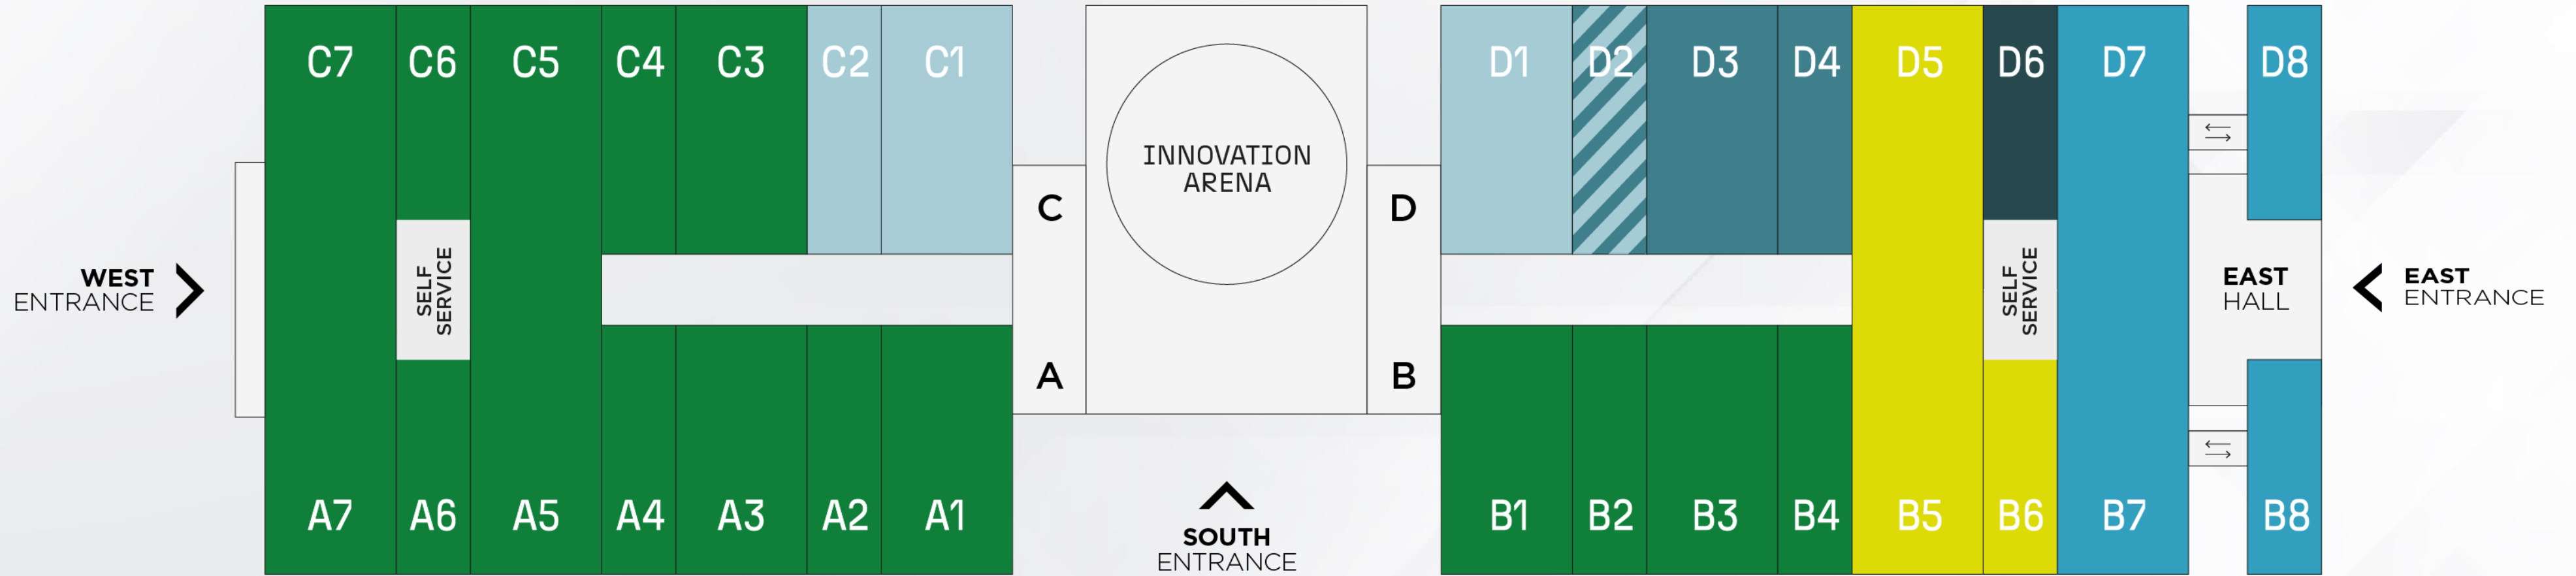 C7 C6 C5 C4 C3 C2 C1
D1 D2 D3 D4 D5 D6 D7 D8
INNOVATION
ARENA
C
D
WEST
ENTRANCE
SELF
SERVICE
SELF
SERVICE
EAST
HALL
EAST
ENTRANCE
A
B
A7 A6 A5 A4 A3 A2 A1
B1 B2 B3 B4 B5 B6 B7 B8
SOUTH
ENTRANCE